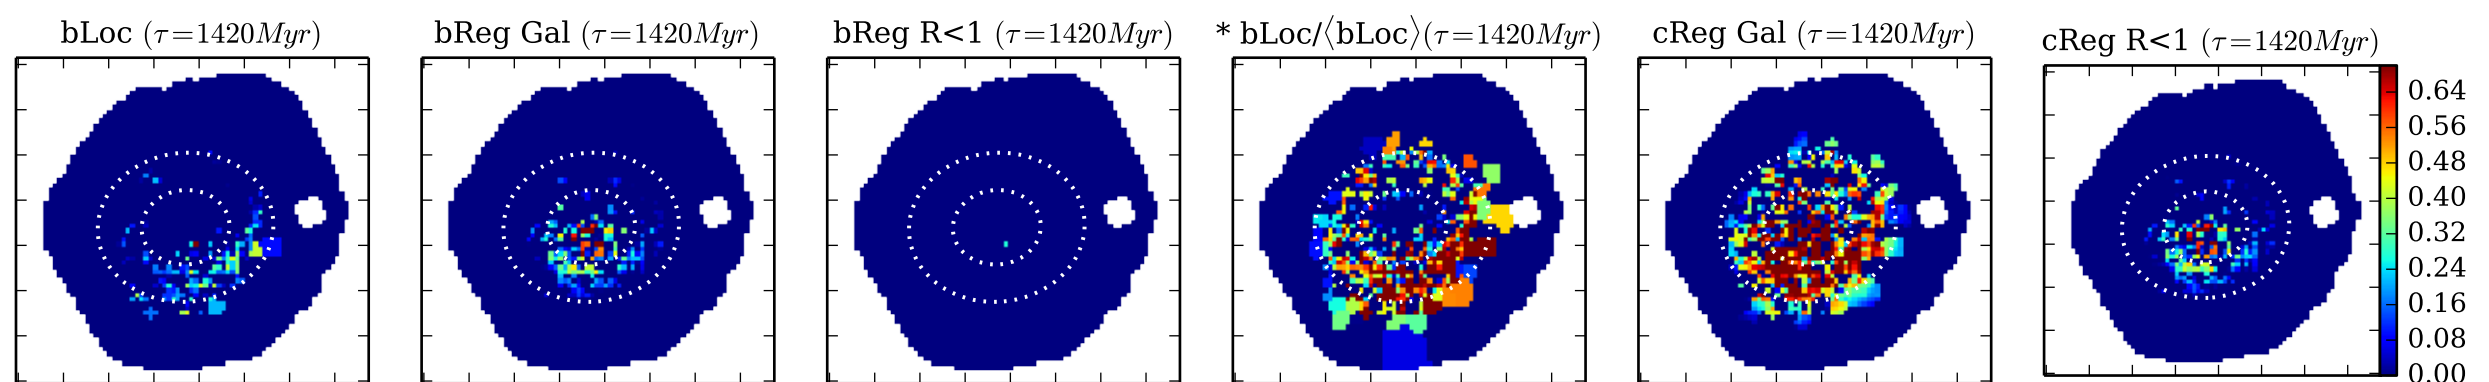 bLoc (τ=1420Myr)
bReg Gal (τ=1420Myr)
bReg R<1 (τ=1420Myr)
* bLoc/⟨bLoc⟩(τ=1420Myr)
cReg Gal (τ=1420Myr)
cReg R<1 (τ=1420Myr)
0.64
0.56
0.48
0.40
0.32
0.24
0.16
0.08
0.00